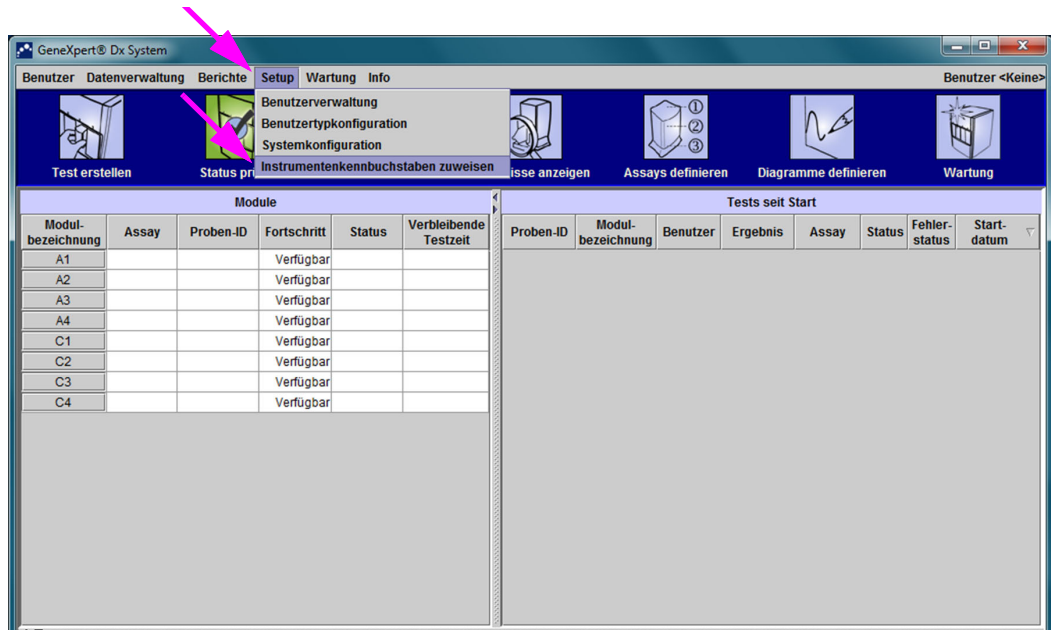 GeneXpert® Dx System
Benutzer Datenverwaltung Berichte Setup Wartung Info Benutzer <Keine>
Benutzerverwaltung
Benutzertypkonfiguration
Systemkonfiguration
Instrumentenkennbuchstaben zuweisen
Test erstellen Status pr isse anzeigen Assays definieren Diagramme definieren Wartung
① ② ③
Module Tests seit Start
Modul-bezeichnung Assay Proben-ID Fortschritt Status Verbleibende Testzeit Proben-ID Modul-bezeichnung Benutzer Ergebnis Assay Status Fehler-status Start-datum
A1 Verfügbar
A2 Verfügbar
A3 Verfügbar
A4 Verfügbar
C1 Verfügbar
C2 Verfügbar
C3 Verfügbar
C4 Verfügbar